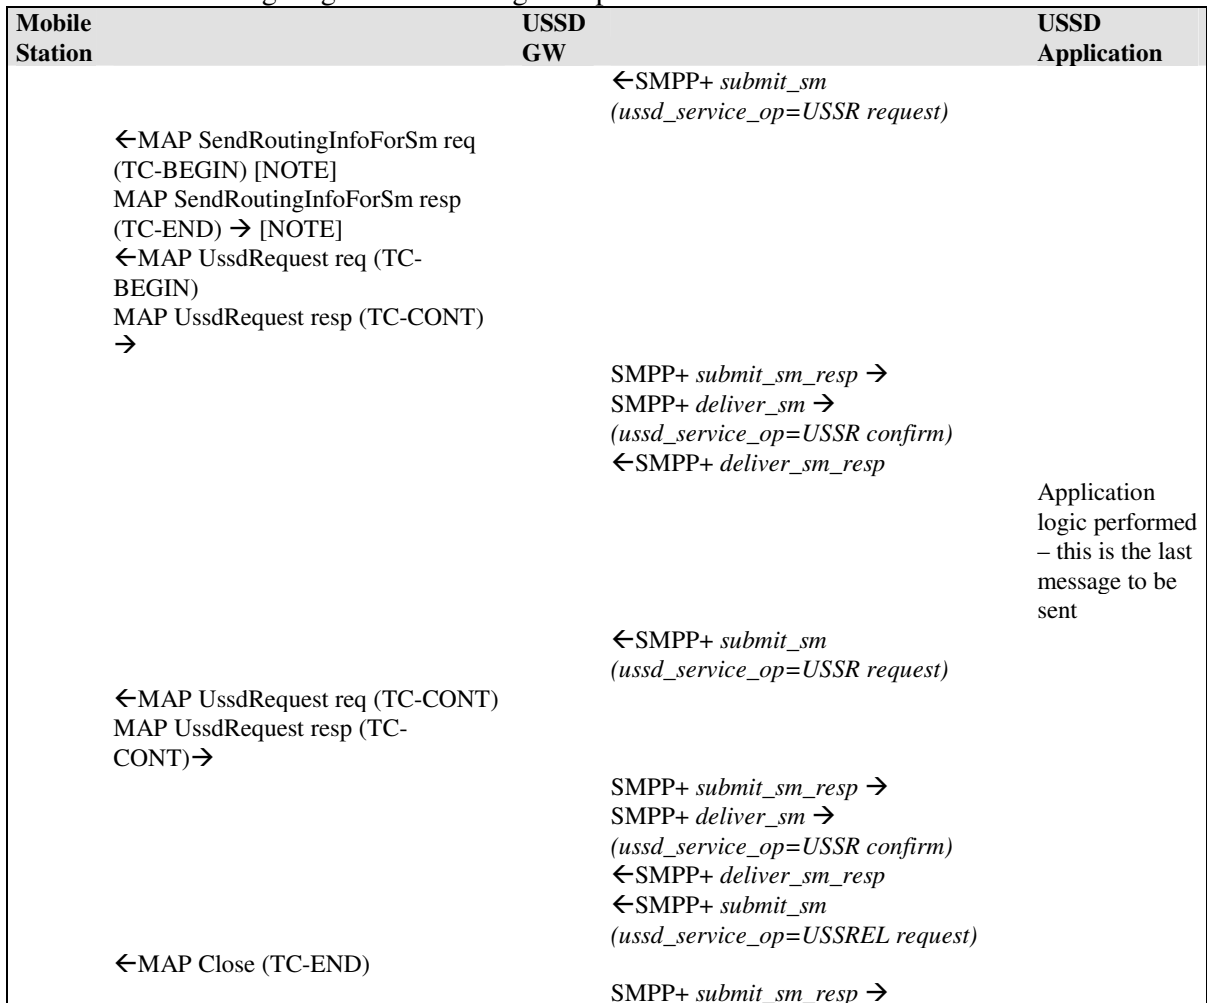 Mobile Station
USSD GW
USSD Application
←SMPP+ submit_sm
(ussd_service_op=USSR request)
←MAP SendRoutingInfoForSm req
(TC-BEGIN) [NOTE]
MAP SendRoutingInfoForSm resp
(TC-END) → [NOTE]
←MAP UssdRequest req (TC-
BEGIN)
MAP UssdRequest resp (TC-CONT)
→
SMPP+ submit_sm_resp →
SMPP+ deliver_sm →
(ussd_service_op=USSR confirm)
←SMPP+ deliver_sm_resp
Application
logic performed
– this is the last
message to be
sent
←SMPP+ submit_sm
(ussd_service_op=USSR request)
←MAP UssdRequest req (TC-CONT)
MAP UssdRequest resp (TC-
CONT)→
SMPP+ submit_sm_resp →
SMPP+ deliver_sm →
(ussd_service_op=USSR confirm)
←SMPP+ deliver_sm_resp
←SMPP+ submit_sm
(ussd_service_op=USSREL request)
←MAP Close (TC-END)
SMPP+ submit_sm_resp →